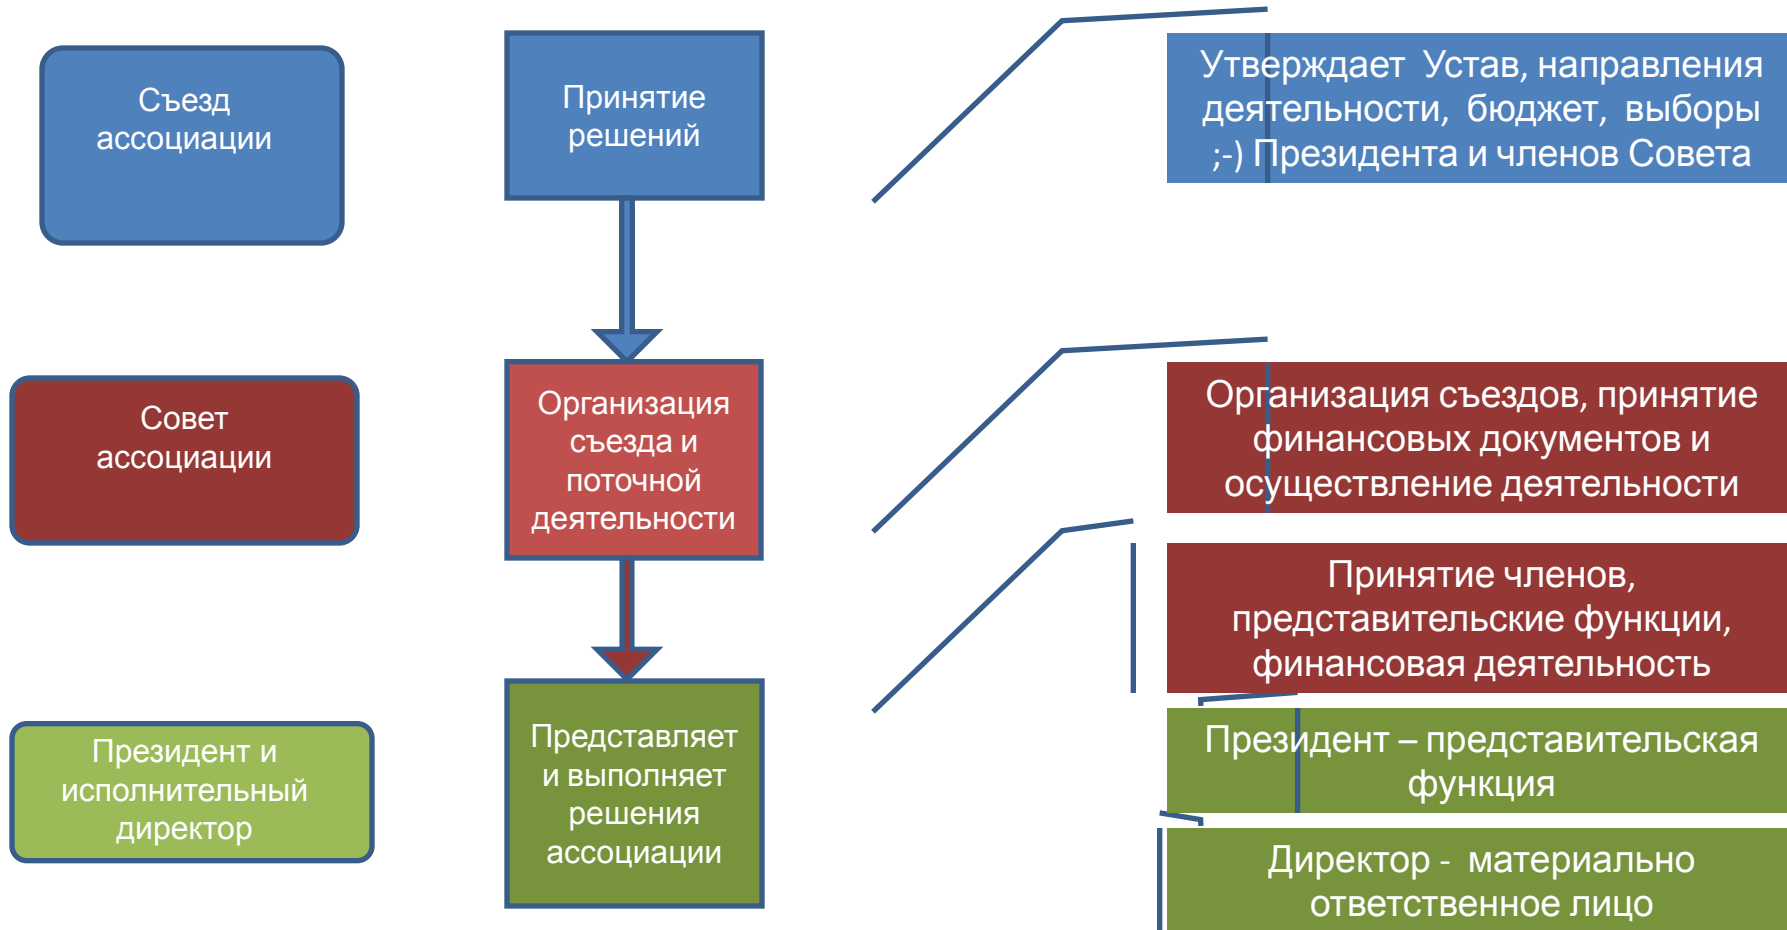 Съезд
ассоциации
Принятие
решений
Утверждает Устав, направления
деятельности, бюджет, выборы
;-) Президента и членов Совета
Совет
ассоциации
Организация
съезда и
поточной
деятельности
Организация съездов, принятие
финансовых документов и
осуществление деятельности
Принятие членов,
представительские функции,
финансовая деятельность
Президент и
исполнительный
директор
Представляет
и выполняет
решения
ассоциации
Президент – представительская
функция
Директор - материально
ответственное лицо